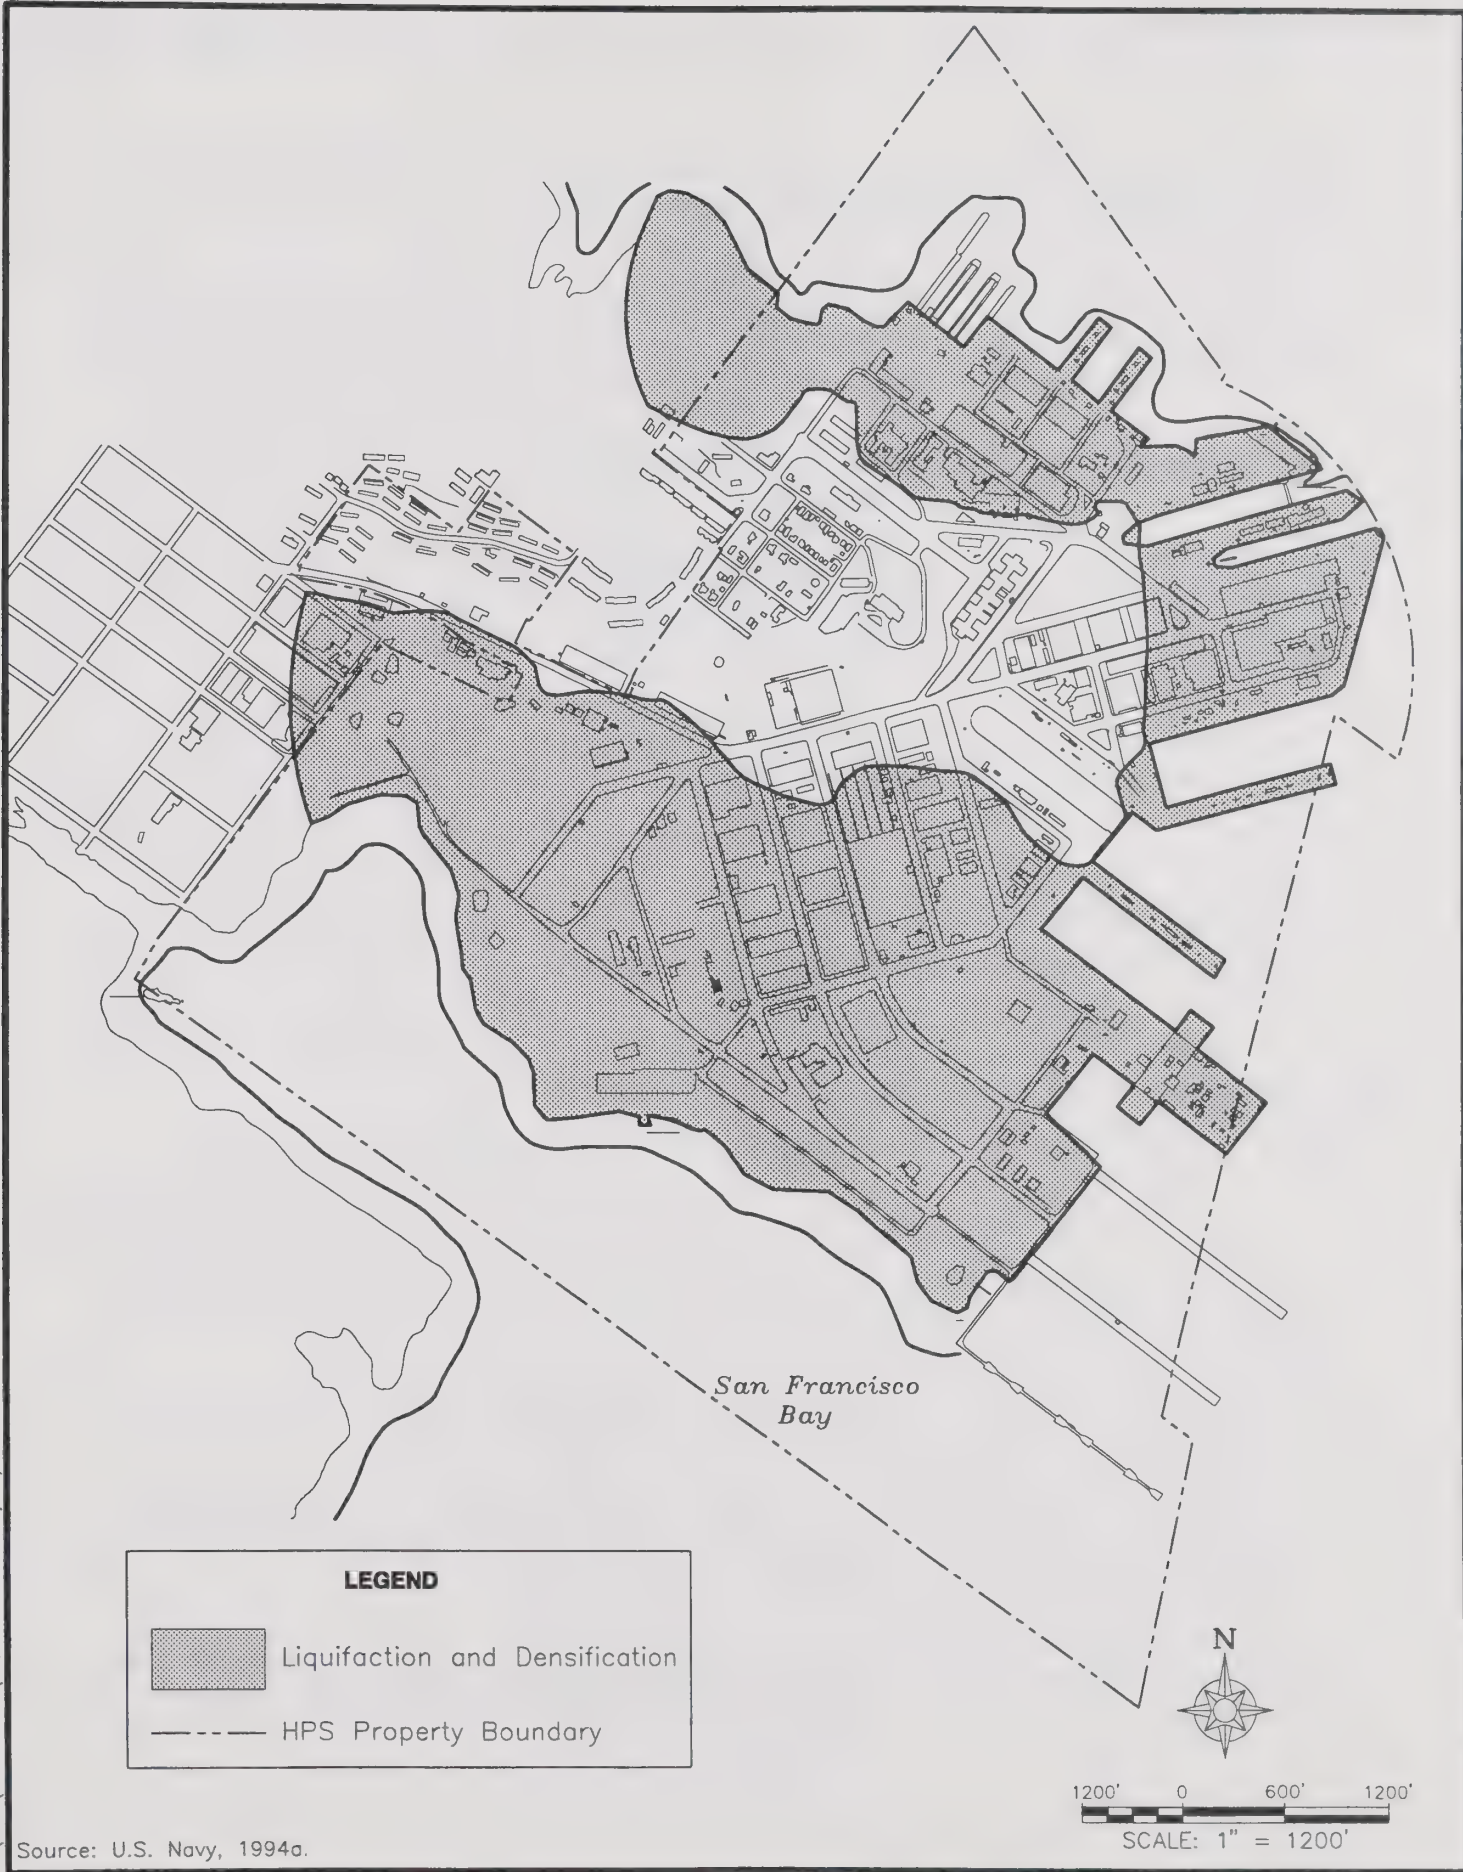 San Francisco
Bay
LEGEND
Liquifaction and Densification
HPS Property Boundary
N
1200' 0 600' 1200'
SCALE: 1" = 1200'
Source: U.S. Navy, 1994a.